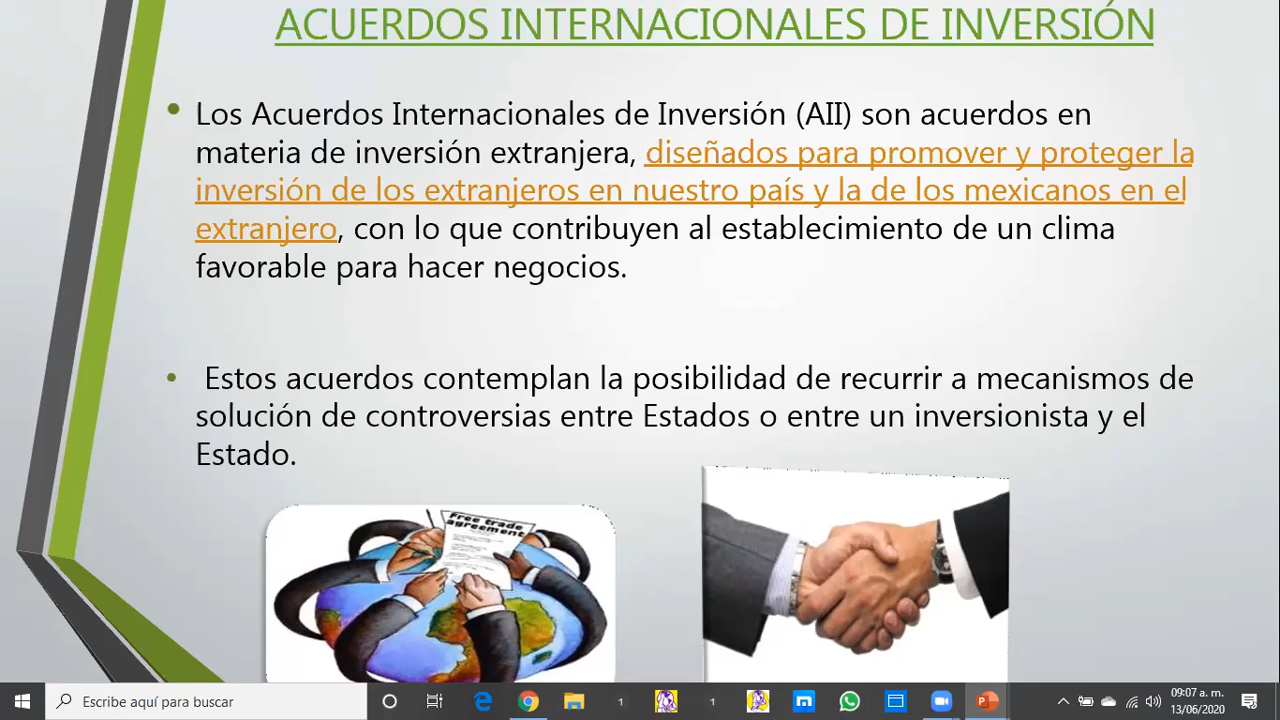 ACUERDOS INTERNACIONALES DE INVERSIÓN
• Los Acuerdos Internacionales de Inversión (AII) son acuerdos en
materia de inversión extranjera, diseñados para promover y proteger la
inversión de los extranjeros en nuestro país y la de los mexicanos en el
extranjero, con lo que contribuyen al establecimiento de un clima
favorable para hacer negocios.
• Estos acuerdos contemplan la posibilidad de recurrir a mecanismos de
solución de controversias entre Estados o entre un inversionista y el
Estado.
Free trade
agreement
Escribe aquí para buscar
1
1
09:07 a. m.
13/06/2020